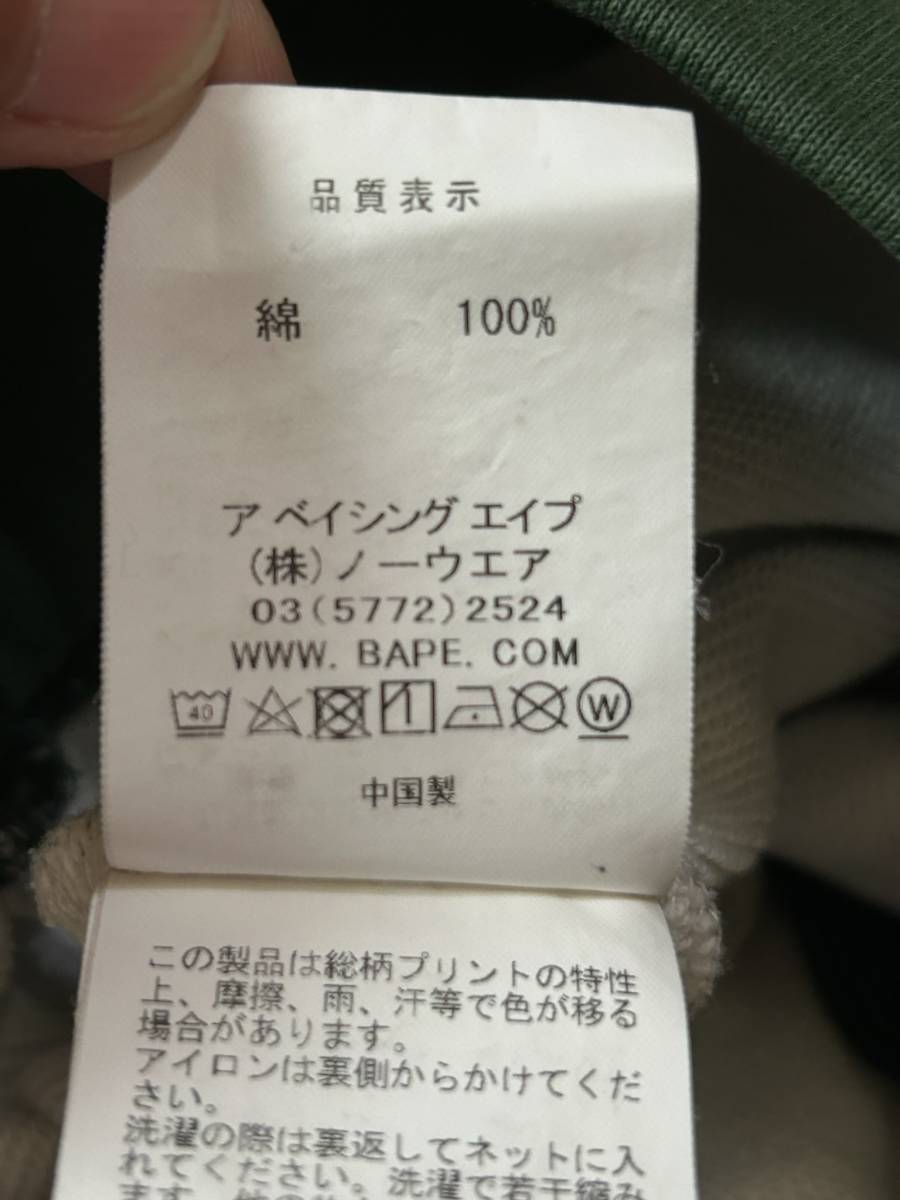 品質表示
綿 100%
ア ベイシング エイプ
(株)ノーウエア
03(5772)2524
WWW. BAPE. COM
40
W
中国製
この製品は総柄プリントの特性
上、摩擦、雨、汗等で色が移る
場合があります。
アイロンは裏側からかけてくだ
さい。
洗濯の際は裏返してネットに入
れてください。洗濯で若干縮み